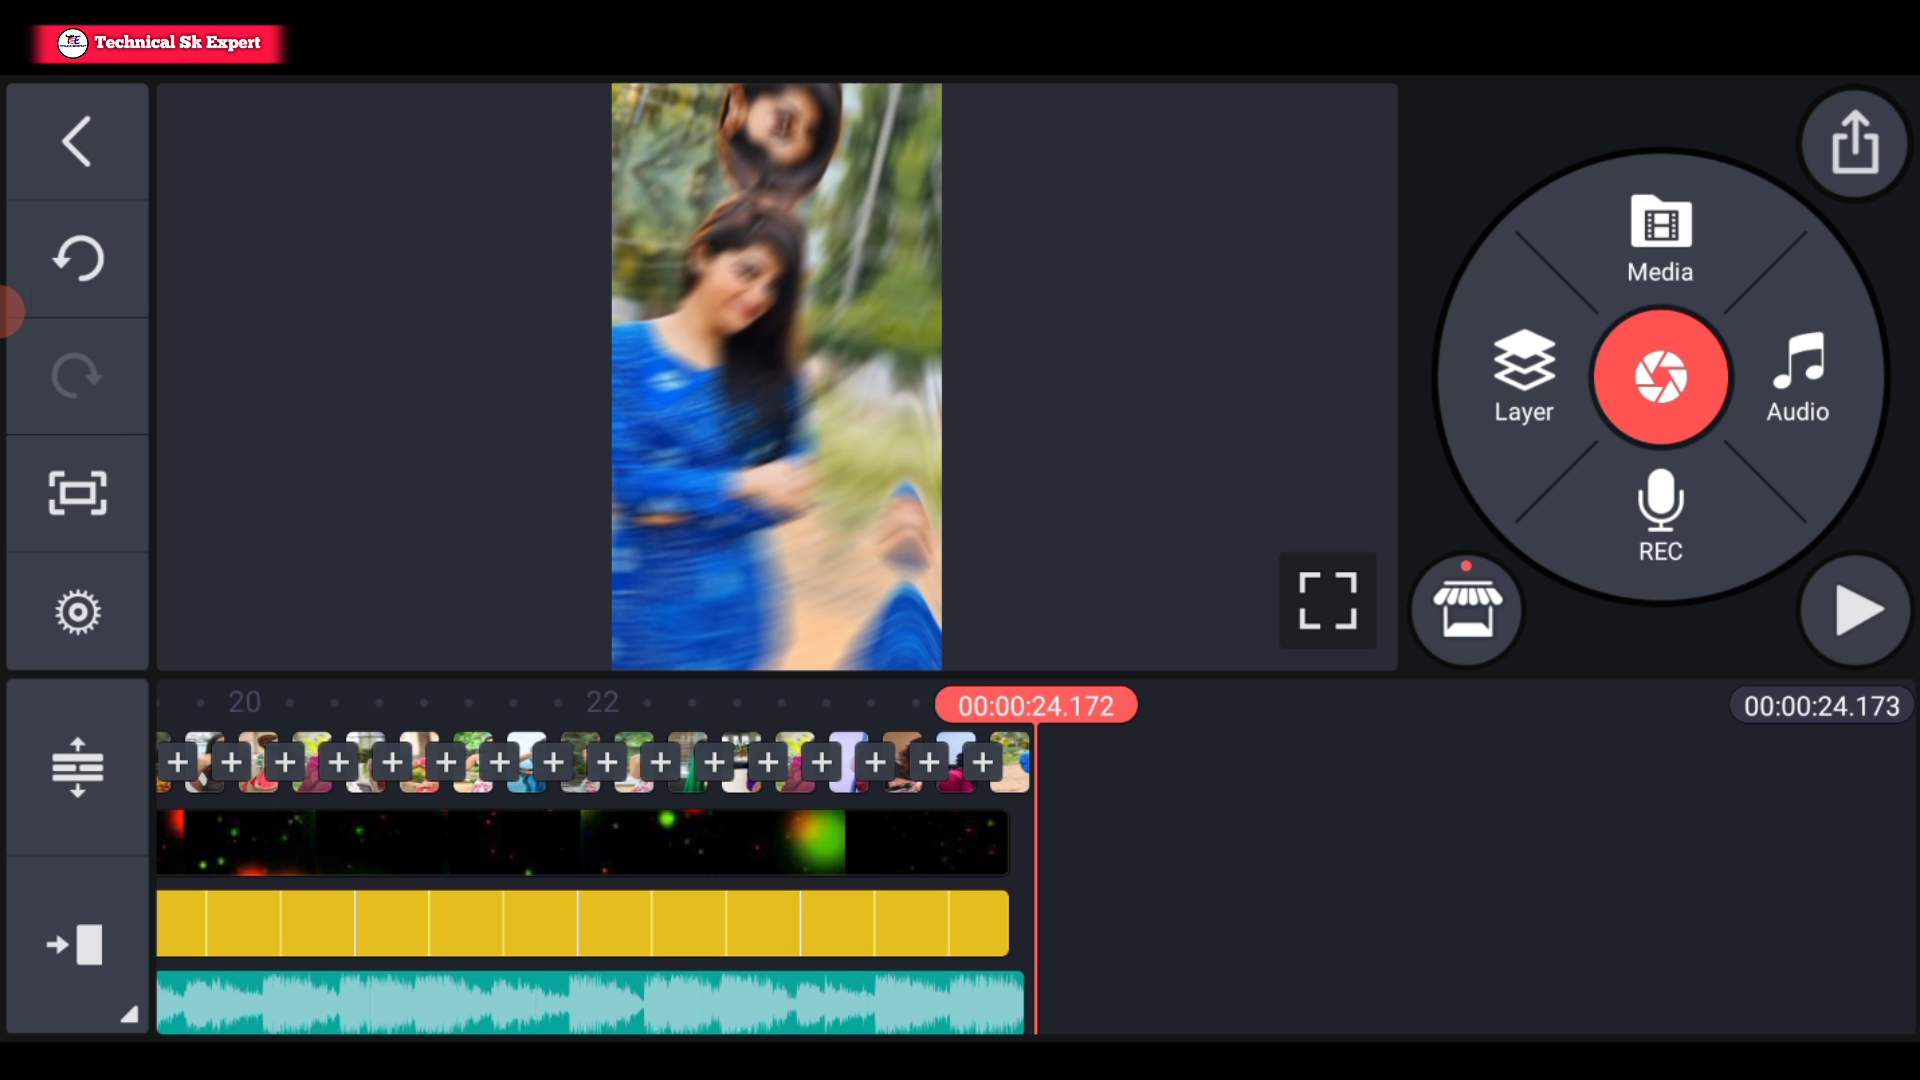 Technical Sk Expert
Media
Layer
Audio
REC
20
22
00:00:24.172
00:00:24.173